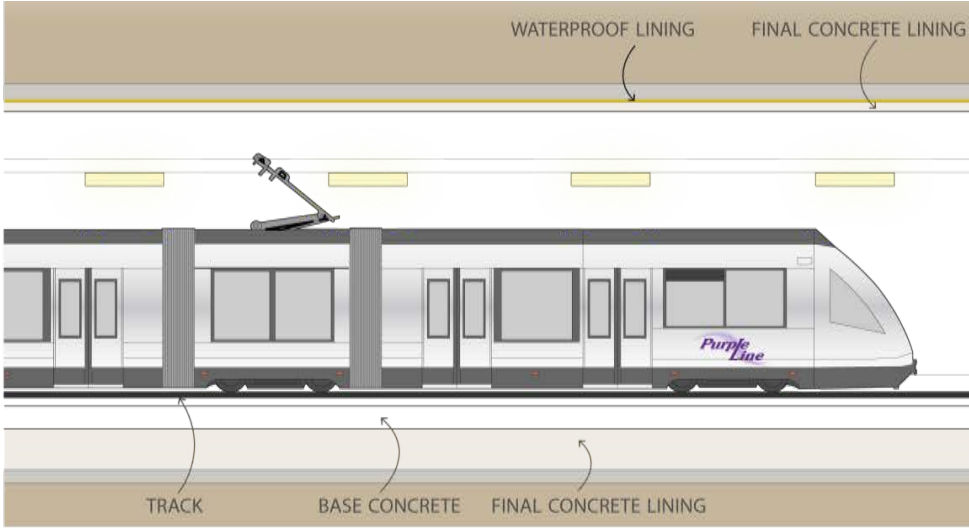 WATERPROOF LINING
FINAL CONCRETE LINING
Purple
Line
TRACK
BASE CONCRETE
FINAL CONCRETE LINING